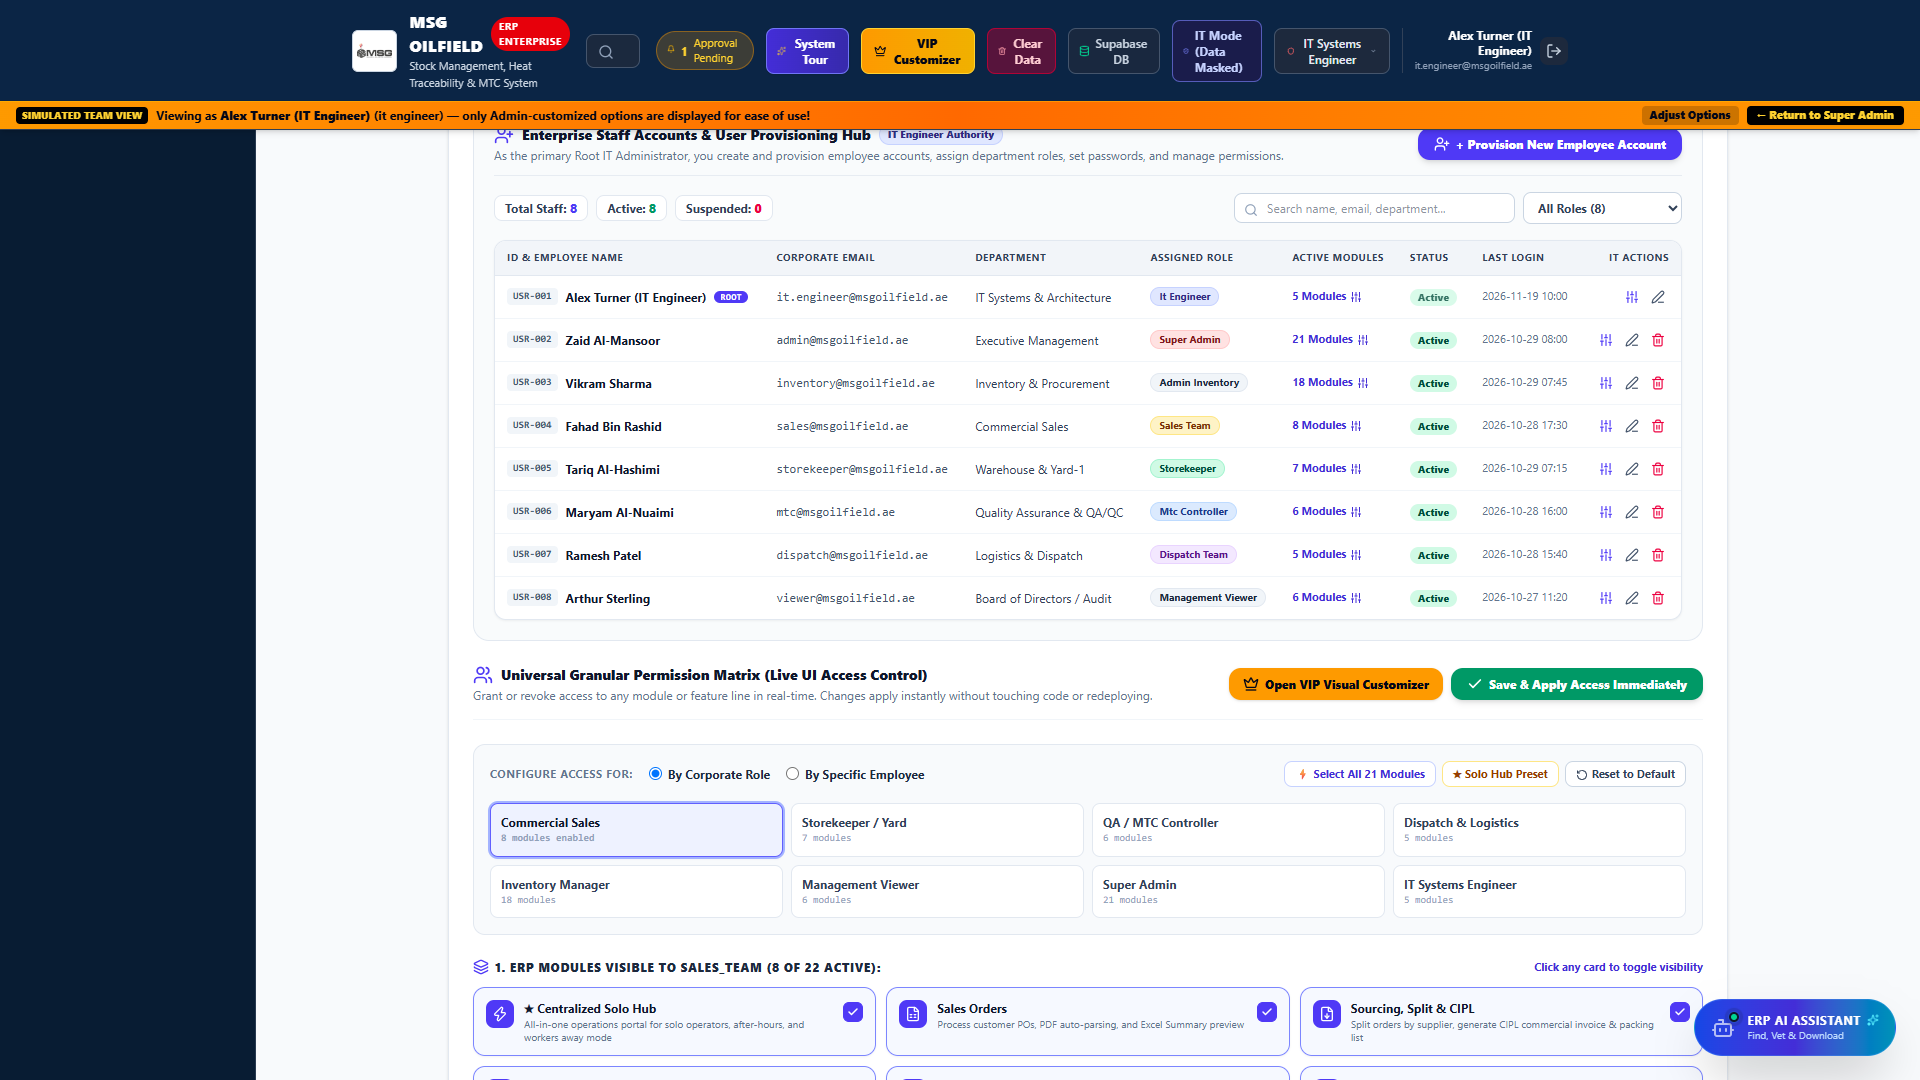 MSG
MSG OILFIELD
ERP ENTERPRISE
Stock Management, Heat Traceability & MTC System
1 Approval Pending
System Tour
VIP Customizer
Clear Data
Supabase DB
IT Mode (Data Masked)
IT Systems Engineer
Alex Turner (IT Engineer)
it.engineer@msgoilfield.ae
SIMULATED TEAM VIEW Viewing as Alex Turner (IT Engineer) (it engineer) — only Admin-customized options are displayed for ease of use!
Adjust Options
← Return to Super Admin
Enterprise Staff Accounts & User Provisioning Hub IT Engineer Authority
As the primary Root IT Administrator, you create and provision employee accounts, assign department roles, set passwords, and manage permissions.
+ Provision New Employee Account
Total Staff: 8 Active: 8 Suspended: 0
Search name, email, department...
All Roles (8)
ID & EMPLOYEE NAME CORPORATE EMAIL DEPARTMENT ASSIGNED ROLE ACTIVE MODULES STATUS LAST LOGIN IT ACTIONS
USR-001 Alex Turner (IT Engineer) ROOT it.engineer@msgoilfield.ae IT Systems & Architecture It Engineer 5 Modules Active 2026-11-19 10:00
USR-002 Zaid Al-Mansoor admin@msgoilfield.ae Executive Management Super Admin 21 Modules Active 2026-10-29 08:00
USR-003 Vikram Sharma inventory@msgoilfield.ae Inventory & Procurement Admin Inventory 18 Modules Active 2026-10-29 07:45
USR-004 Fahad Bin Rashid sales@msgoilfield.ae Commercial Sales Sales Team 8 Modules Active 2026-10-28 17:30
USR-005 Tariq Al-Hashimi storekeeper@msgoilfield.ae Warehouse & Yard-1 Storekeeper 7 Modules Active 2026-10-29 07:15
USR-006 Maryam Al-Nuaimi mtc@msgoilfield.ae Quality Assurance & QA/QC Mtc Controller 6 Modules Active 2026-10-28 16:00
USR-007 Ramesh Patel dispatch@msgoilfield.ae Logistics & Dispatch Dispatch Team 5 Modules Active 2026-10-28 15:40
USR-008 Arthur Sterling viewer@msgoilfield.ae Board of Directors / Audit Management Viewer 6 Modules Active 2026-10-27 11:20
Universal Granular Permission Matrix (Live UI Access Control)
Grant or revoke access to any module or feature line in real-time. Changes apply instantly without touching code or redeploying.
Open VIP Visual Customizer
Save & Apply Access Immediately
CONFIGURE ACCESS FOR: By Corporate Role By Specific Employee
Select All 21 Modules ★ Solo Hub Preset Reset to Default
Commercial Sales
8 modules enabled
Storekeeper / Yard
7 modules
QA / MTC Controller
6 modules
Dispatch & Logistics
5 modules
Inventory Manager
18 modules
Management Viewer
6 modules
Super Admin
21 modules
IT Systems Engineer
5 modules
1. ERP MODULES VISIBLE TO SALES_TEAM (8 OF 22 ACTIVE):
Click any card to toggle visibility
★ Centralized Solo Hub
All-in-one operations portal for solo operators, after-hours, and workers away mode
Sales Orders
Process customer POs, PDF auto-parsing, and Excel Summary preview
Sourcing, Split & CIPL
Split orders by supplier, generate CIPL commercial invoice & packing list
ERP AI ASSISTANT
Find, Vet & Download